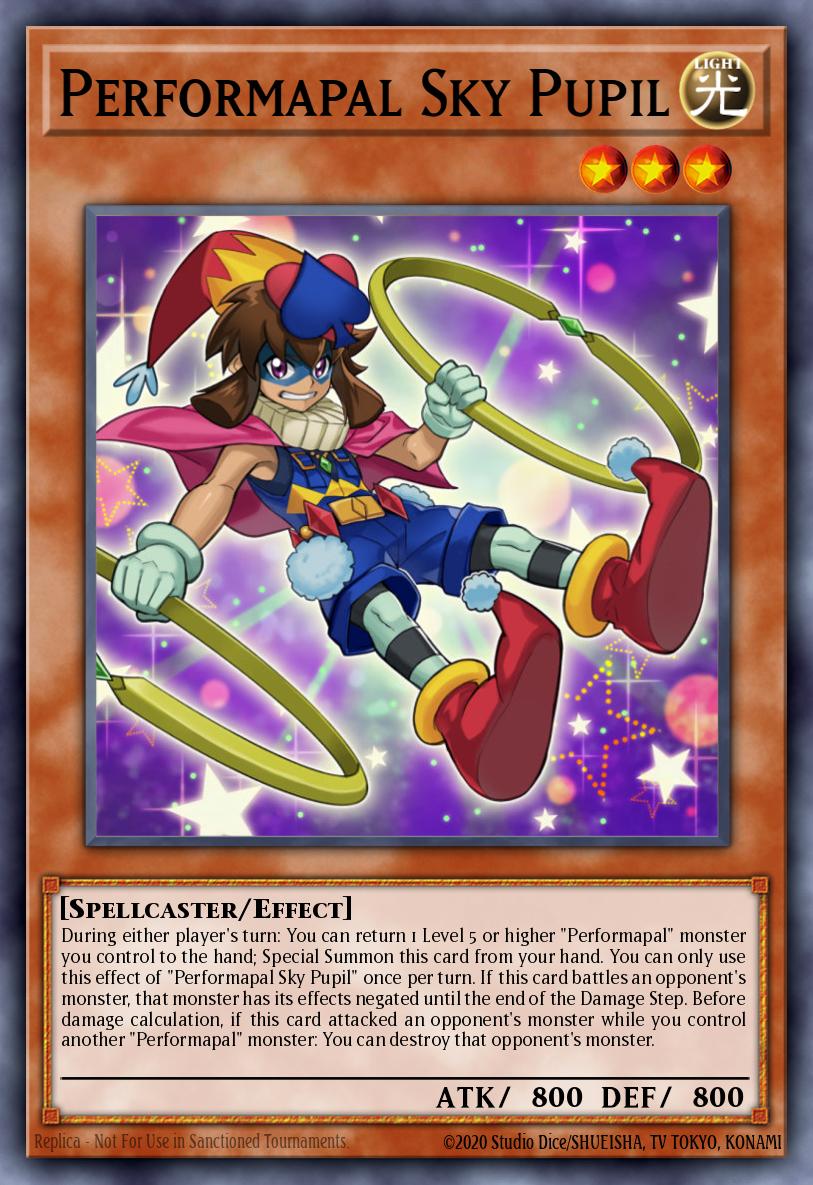 PERFORMAPAL SKY PUPIL
LIGHT
光
[SPELLCASTER/EFFECT]
During either player's turn: You can return 1 Level 5 or higher "Performapal" monster
you control to the hand; Special Summon this card from your hand. You can only use
this effect of "Performapal Sky Pupil" once per turn. If this card battles an opponent's
monster, that monster has its effects negated until the end of the Damage Step. Before
damage calculation, if this card attacked an opponent's monster while you control
another "Performapal" monster: You can destroy that opponent's monster.
ATK/ 800 DEF/ 800
Replica - Not For Use in Sanctioned Tournaments.
©2020 Studio Dice/SHUEISHA, TV TOKYO, KONAMI